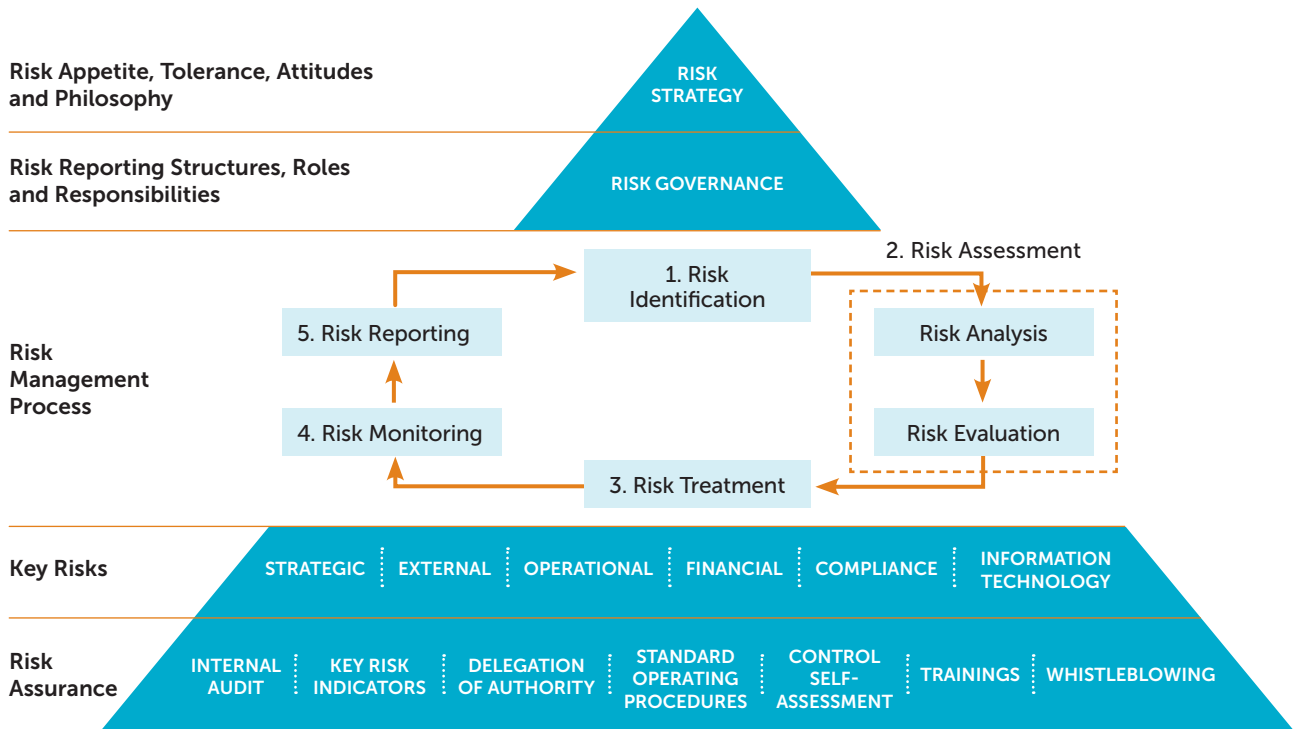 Risk Appetite, Tolerance, Attitudes
and Philosophy
RISK
STRATEGY
Risk Reporting Structures, Roles
and Responsibilities
RISK GOVERNANCE
Risk
Management
Process
1. Risk
Identification
2. Risk Assessment
Risk Analysis
Risk Evaluation
3. Risk Treatment
4. Risk Monitoring
5. Risk Reporting
Key Risks
STRATEGIC
EXTERNAL
OPERATIONAL
FINANCIAL
COMPLIANCE
INFORMATION
TECHNOLOGY
Risk
Assurance
INTERNAL
AUDIT
KEY RISK
INDICATORS
DELEGATION
OF AUTHORITY
STANDARD
OPERATING
PROCEDURES
CONTROL
SELF-
ASSESSMENT
TRAININGS
WHISTLEBLOWING